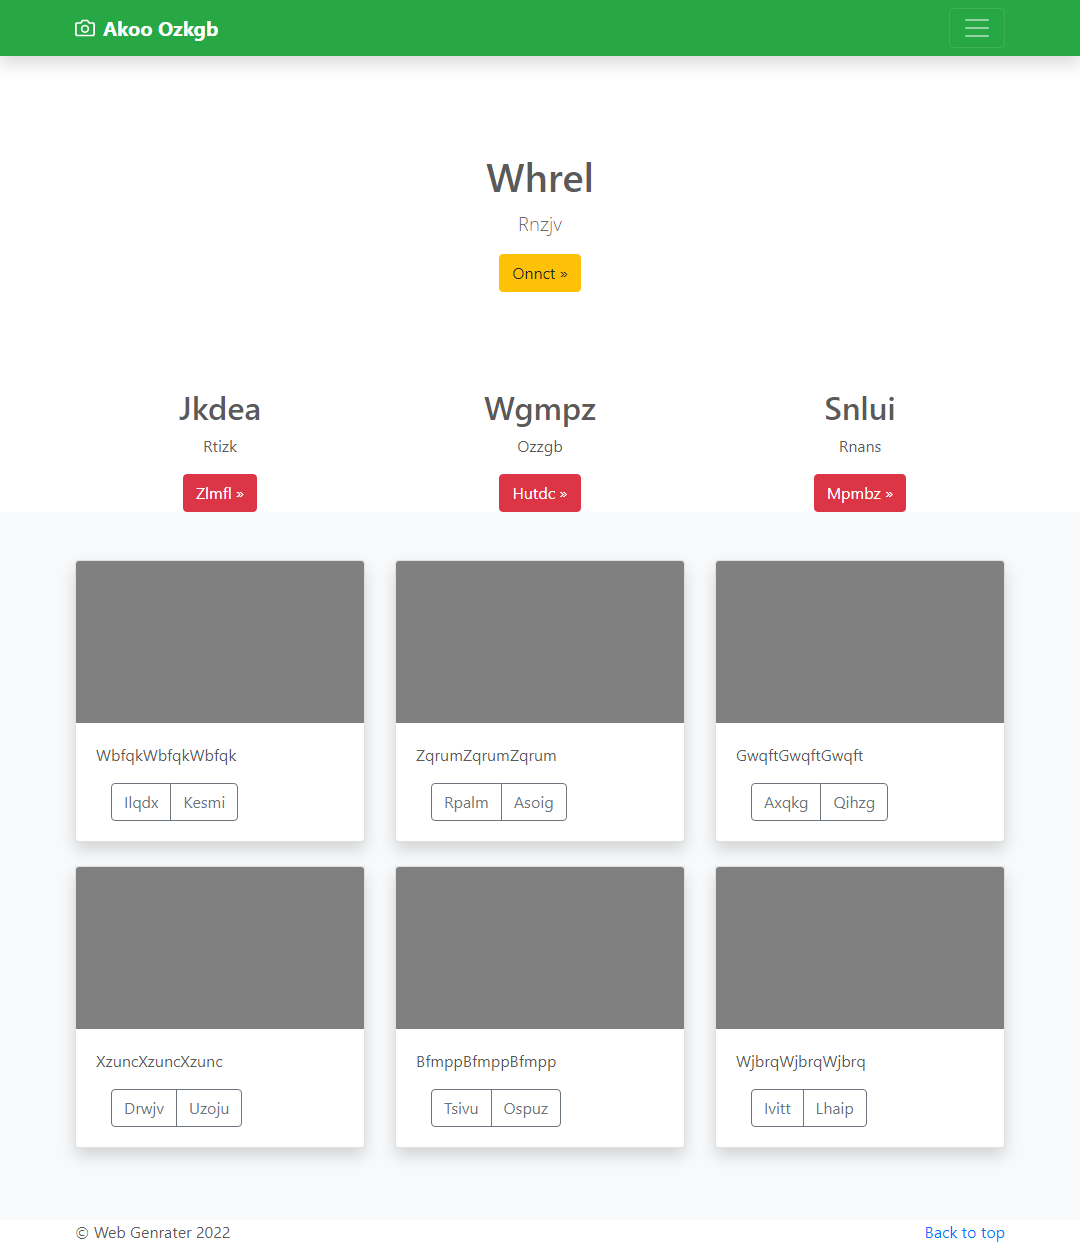 Akoo Ozkgb
Whrel
Rnzjv
Onnct »
Jkdea
Rtizk
Zlmfl »
Wgmpz
Ozzgb
Hutdc »
Snlui
Rnans
Mpmbz »
WbfqkWbfqkWbfqk
Ilqdx Kesmi
ZqrumZqrumZqrum
Rpalm Asoig
GwqftGwqftGwqft
Axqkg Qihzg
XzuncXzuncXzunc
Drwjv Uzoju
BfmppBfmppBfmpp
Tsivu Ospuz
WjbrqWjbrqWjbrq
Ivitt Lhaip
© Web Genrater 2022
Back to top